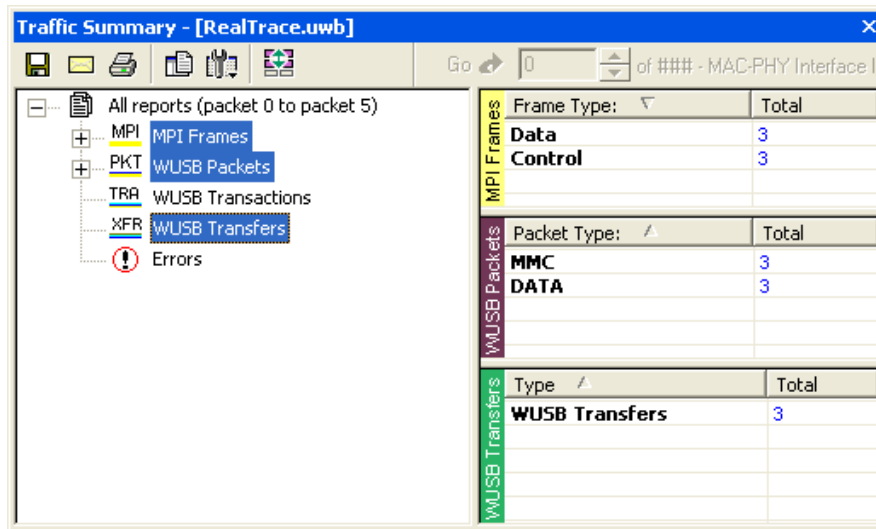 Traffic Summary - [RealTrace.uwb]
Go 0 of ### - MAC-PHY Interface I
All reports (packet 0 to packet 5)
MPI MPI Frames
PKT WUSB Packets
TRA WUSB Transactions
XFR WUSB Transfers
Errors
MPI Frames
Frame Type: Total
Data 3
Control 3
WUSB Packets
Packet Type: Total
MMC 3
DATA 3
WUSB Transfers
Type Total
WUSB Transfers 3